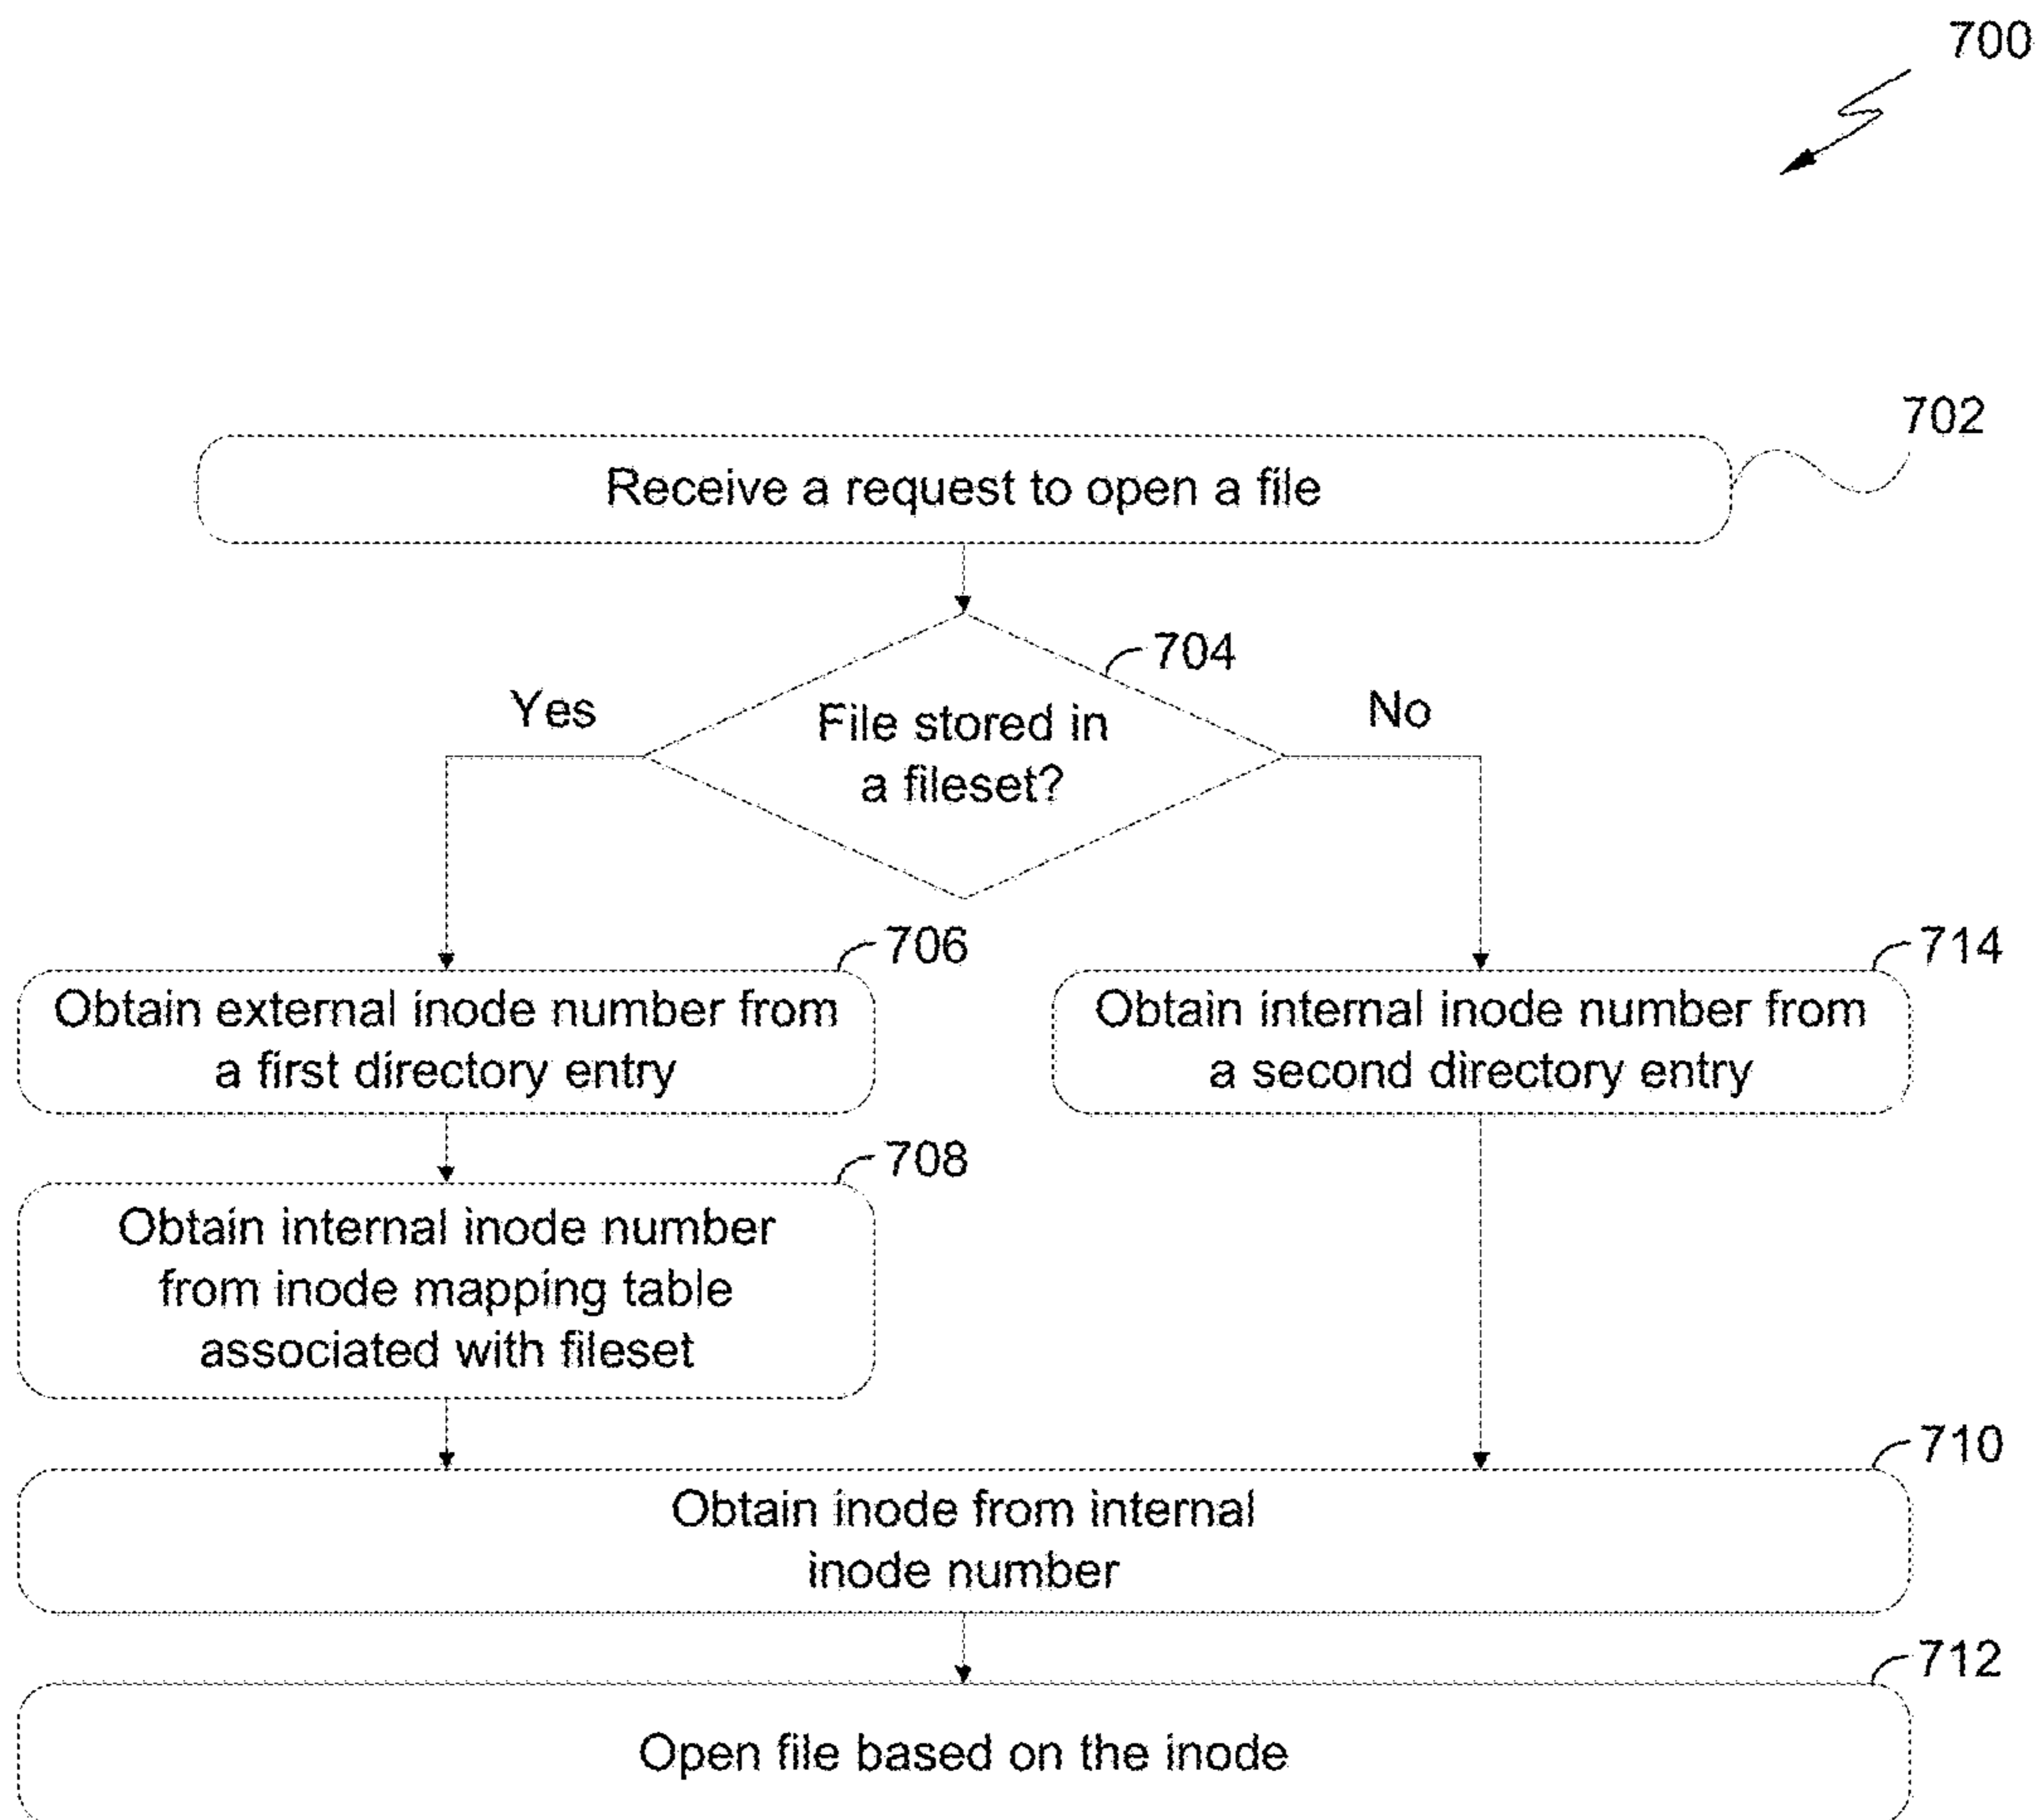 700
702
Receive a request to open a file
704
Yes
No
File stored in
a fileset?
706
714
Obtain external inode number from
a first directory entry
Obtain internal inode number from
a second directory entry
708
Obtain internal inode number
from inode mapping table
associated with fileset
710
Obtain inode from internal
inode number
712
Open file based on the inode